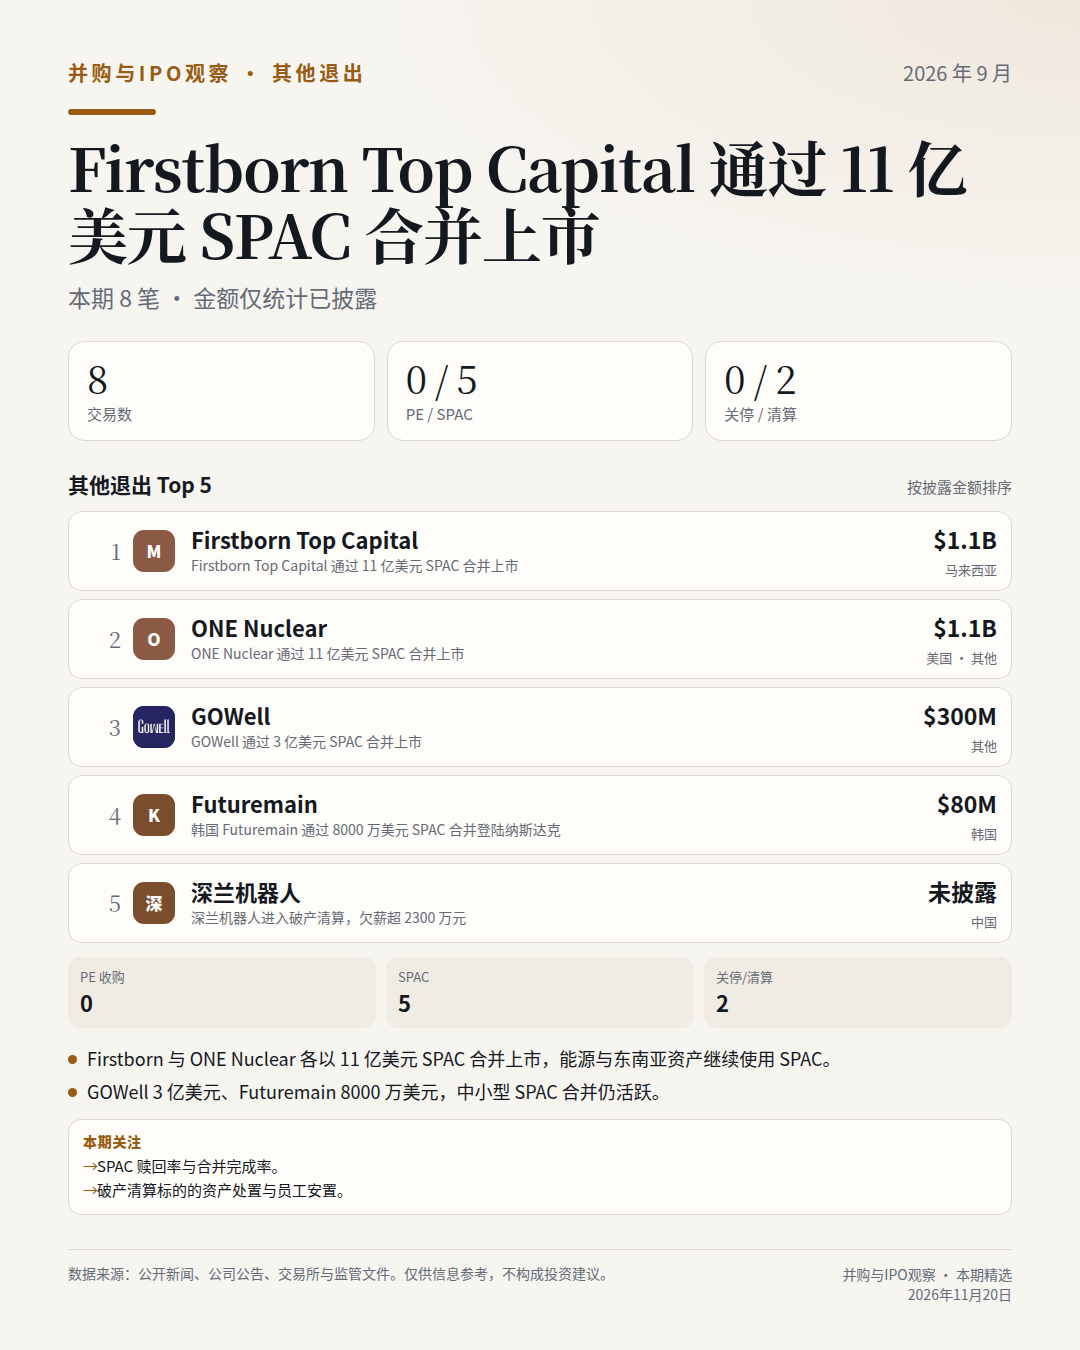 并购与IPO观察 · 其他退出
2026 年 9 月
Firstborn Top Capital 通过 11 亿
美元 SPAC 合并上市
本期 8 笔 · 金额仅统计已披露
8
交易数
0 / 5
PE / SPAC
0 / 2
关停 / 清算
其他退出 Top 5
按披露金额排序
1
M
Firstborn Top Capital
Firstborn Top Capital 通过 11 亿美元 SPAC 合并上市
$1.1B
马来西亚
2
O
ONE Nuclear
ONE Nuclear 通过 11 亿美元 SPAC 合并上市
$1.1B
美国 · 其他
3
GOWell
GOWell
GOWell 通过 3 亿美元 SPAC 合并上市
$300M
其他
4
K
Futuremain
韩国 Futuremain 通过 8000 万美元 SPAC 合并登陆纳斯达克
$80M
韩国
5
深
深兰机器人
深兰机器人进入破产清算，欠薪超 2300 万元
未披露
中国
PE 收购
0
SPAC
5
关停/清算
2
Firstborn 与 ONE Nuclear 各以 11 亿美元 SPAC 合并上市，能源与东南亚资产继续使用 SPAC。
GOWell 3 亿美元、Futuremain 8000 万美元，中小型 SPAC 合并仍活跃。
本期关注
→SPAC 赎回率与合并完成率。
→破产清算标的的资产处置与员工安置。
数据来源：公开新闻、公司公告、交易所与监管文件。仅供信息参考，不构成投资建议。
并购与IPO观察 · 本期精选
2026年11月20日